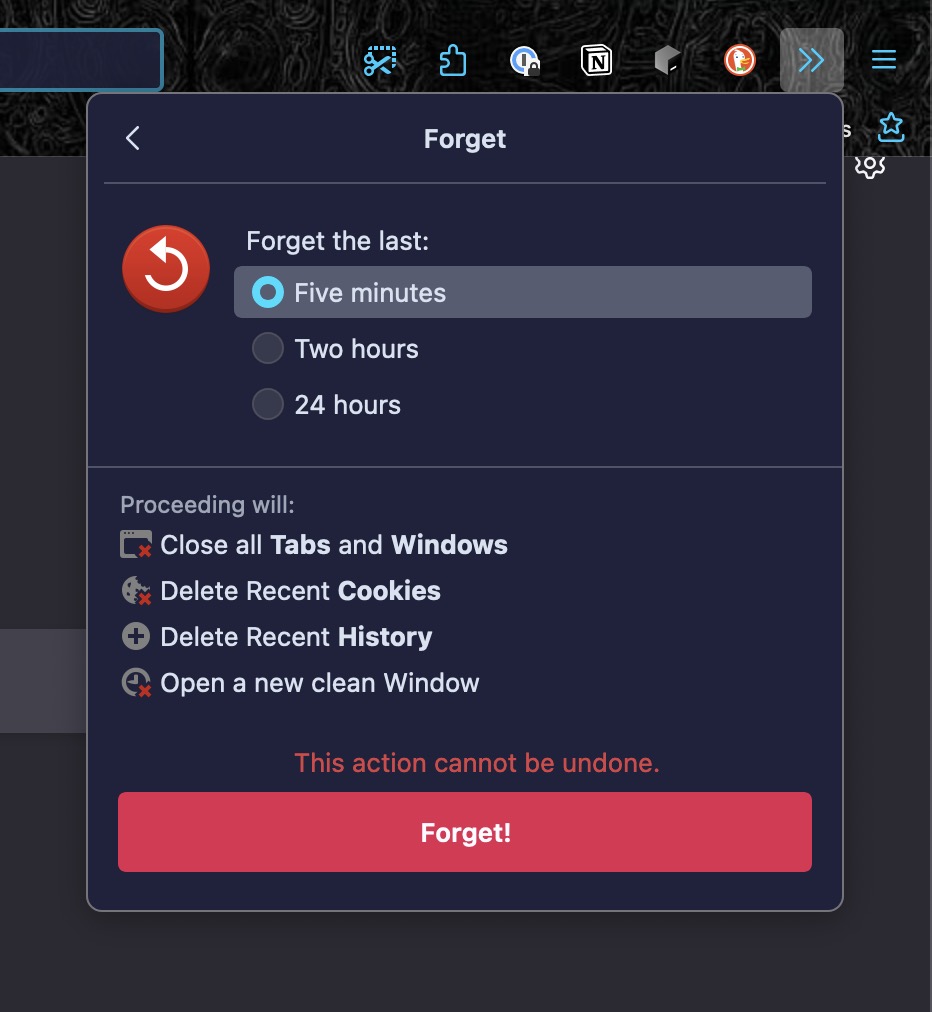 N
s
Forget
Forget the last:
Five minutes
Two hours
24 hours
Proceeding will:
Close all Tabs and Windows
Delete Recent Cookies
Delete Recent History
Open a new clean Window
This action cannot be undone.
Forget!